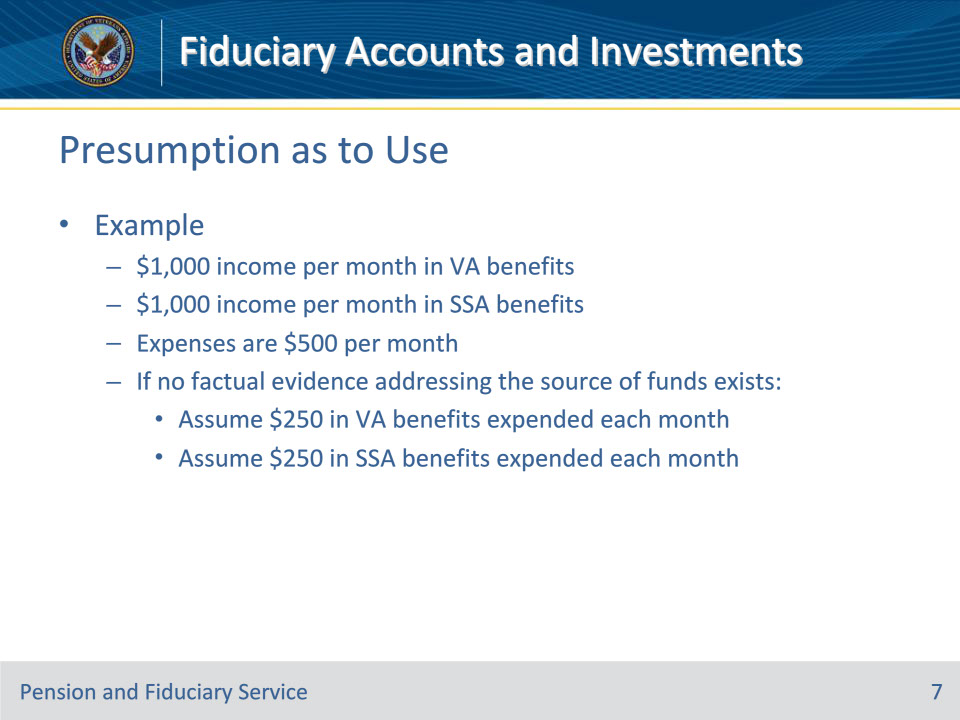 Fiduciary Accounts and Investments
Presumption as to Use
• Example
– $1,000 income per month in VA benefits
– $1,000 income per month in SSA benefits
– Expenses are $500 per month
– If no factual evidence addressing the source of funds exists:
• Assume $250 in VA benefits expended each month
• Assume $250 in SSA benefits expended each month
Pension and Fiduciary Service
7
DEPARTMENT OF VETERANS AFFAIRS
UNITED STATES OF AMERICA